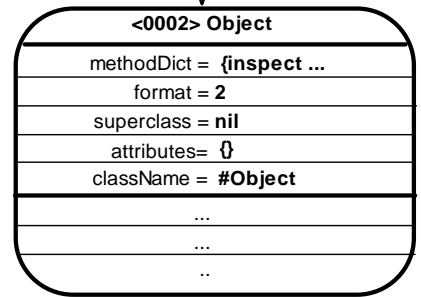 <0002> Object
methodDict = {inspect ...
format = 2
superclass = nil
attributes= {}
className = #Object
...
...
..